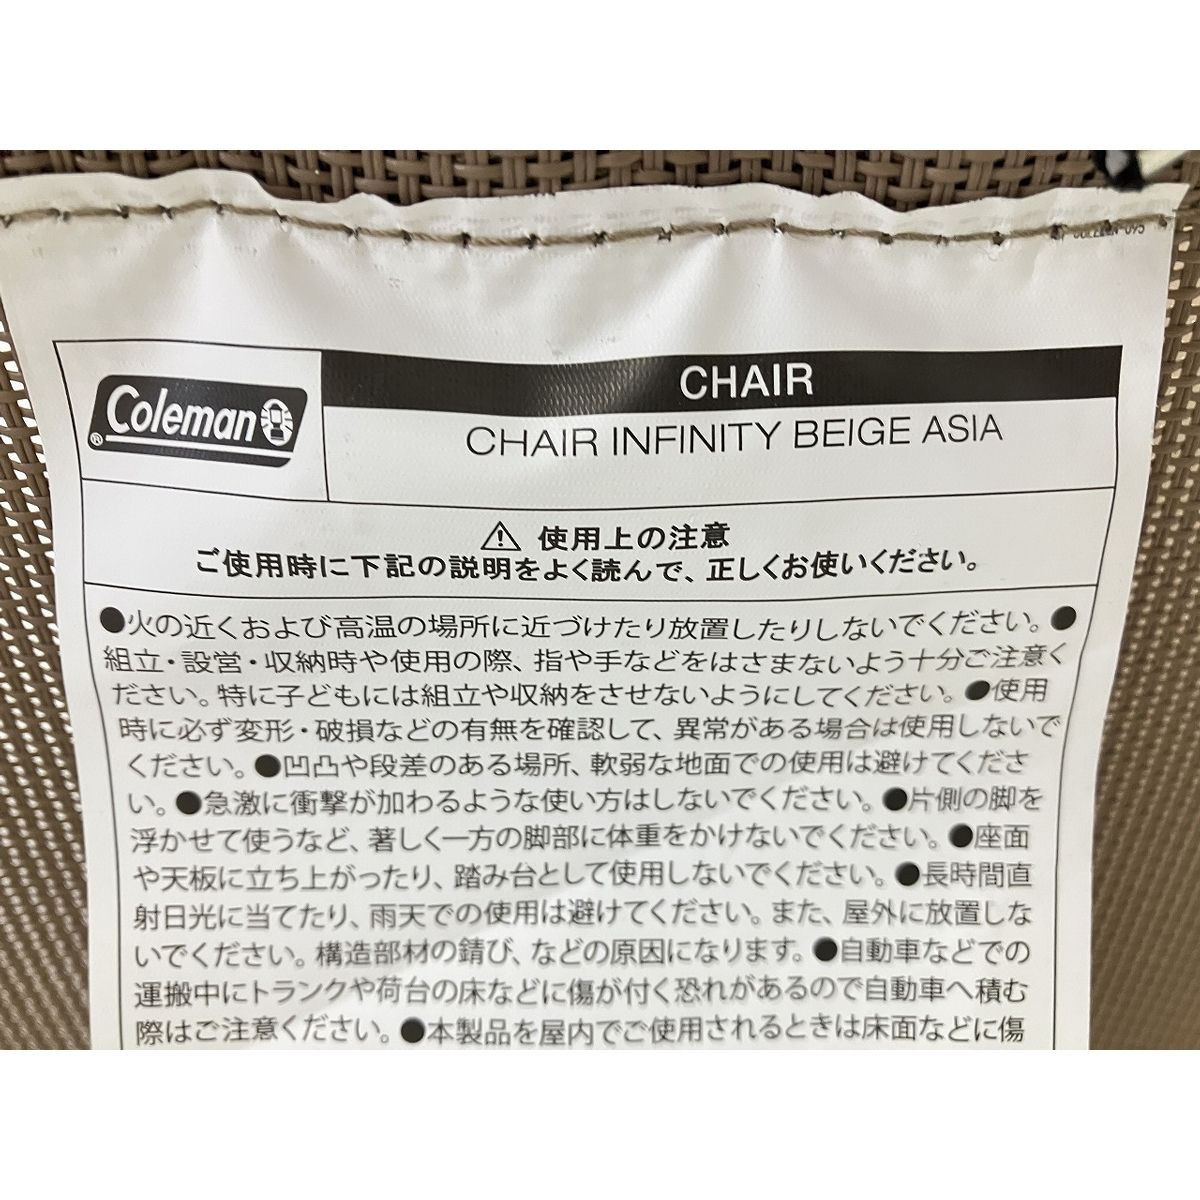 Coleman
®
CHAIR
CHAIR INFINITY BEIGE ASIA
⚠ 使用上の注意
ご使用時に下記の説明をよく読んで、正しくお使いください。
●火の近くおよび高温の場所に近づけたり放置したりしないでください。●
組立・設営・収納時や使用の際、指や手などをはさまないよう十分ご注意く
ださい。特に子どもには組立や収納をさせないようにしてください。●使用
時に必ず変形・破損などの有無を確認して、異常がある場合は使用しないで
ください。●凹凸や段差のある場所、軟弱な地面での使用は避けてくださ
い。●急激に衝撃が加わるような使い方はしないでください。●片側の脚を
浮かせて使うなど、著しく一方の脚部に体重をかけないでください。●座面
や天板に立ち上がったり、踏み台として使用しないでください。●長時間直
射日光に当てたり、雨天での使用は避けてください。また、屋外に放置しな
いでください。構造部材の錆び、などの原因になります。●自動車などでの
運搬中にトランクや荷台の床などに傷が付く恐れがあるので自動車へ積む
際はご注意ください。●本製品を屋内でご使用されるときは床面などに傷